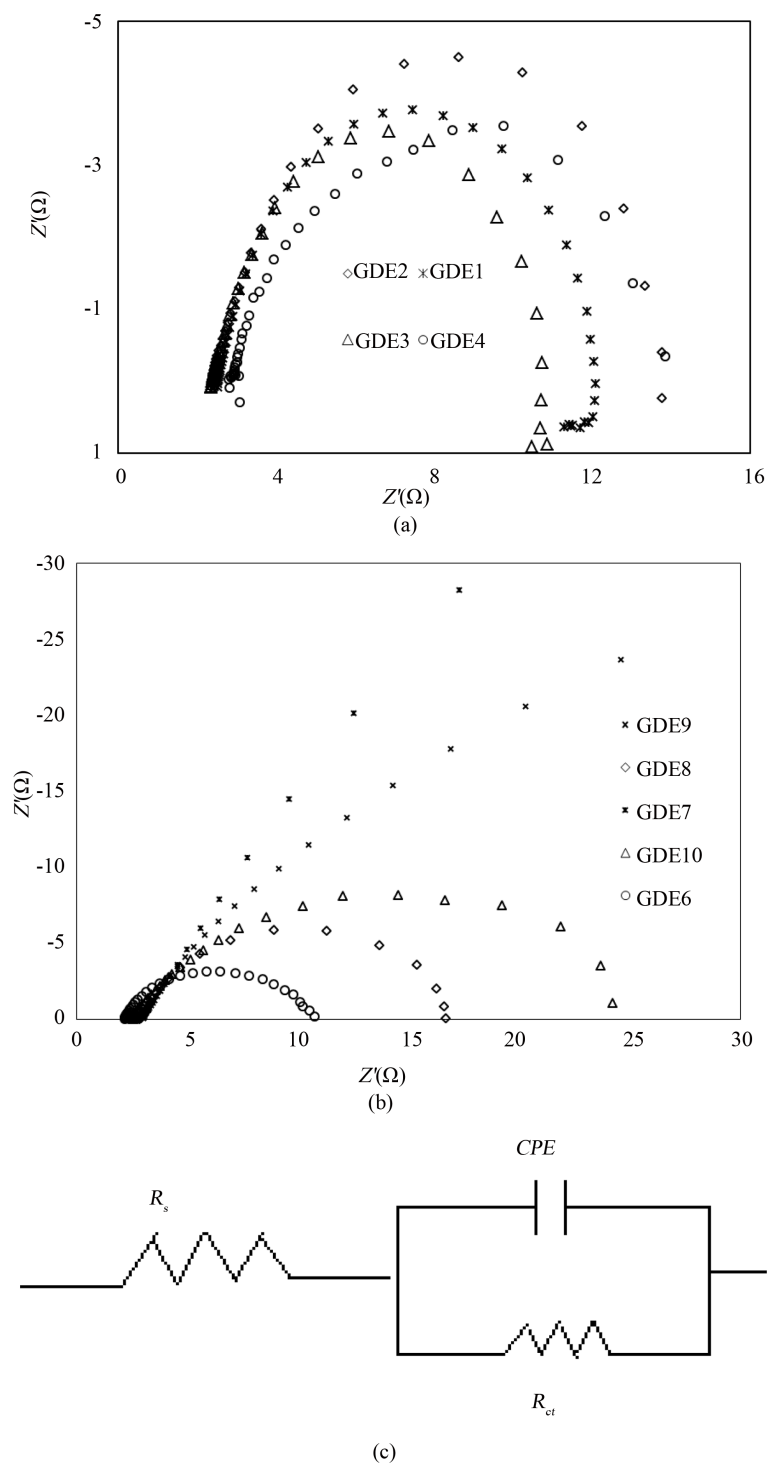 -5
-3
-1
1
Z'(Ω)
GDE2 GDE1
GDE3 GDE4
0 4 8 12 16
Z'(Ω)
(a)
-30
-25
-20
-15
-10
-5
0
Z'(Ω)
GDE9
GDE8
GDE7
GDE10
GDE6
0 5 10 15 20 25 30
Z'(Ω)
(b)
CPE
Rs
Rct
(c)